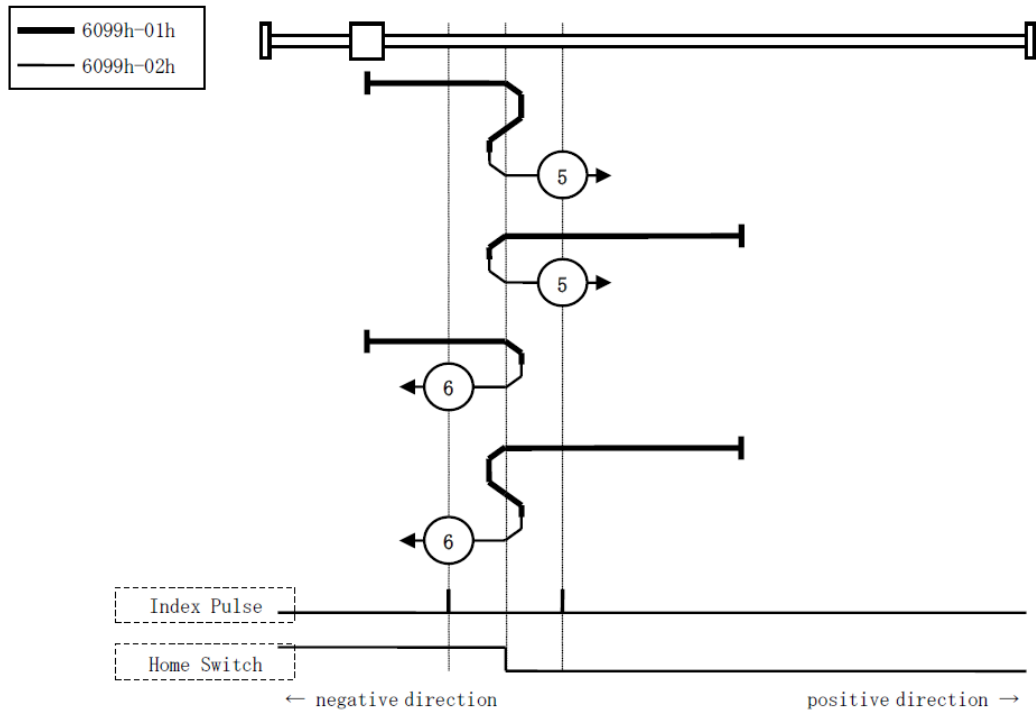 6099h-01h
6099h-02h
5
5
6
6
Index Pulse
Home Switch
← negative direction
positive direction →